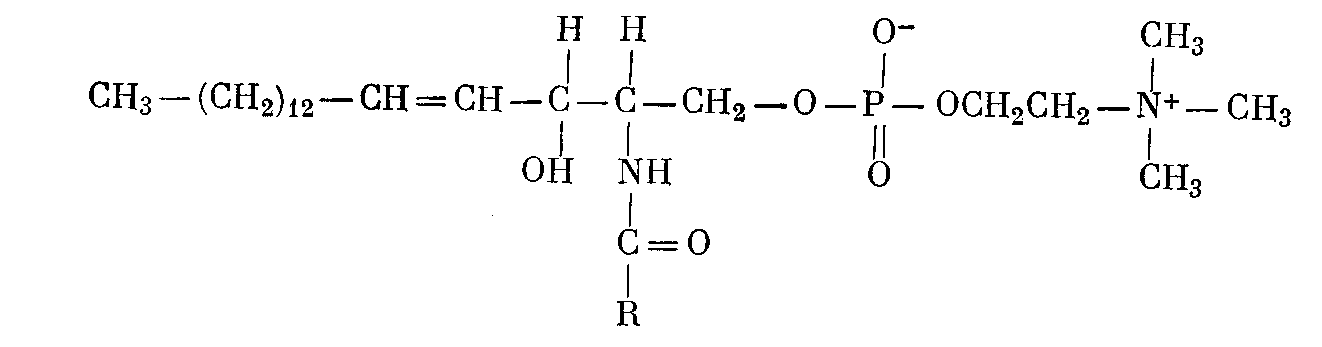 H H O⁻ CH₃
CH₃—(CH₂)₁₂—CH=CH—C—C—CH₂—O—P—OCH₂CH₂—N⁺—CH₃
OH NH O CH₃
C=O
R